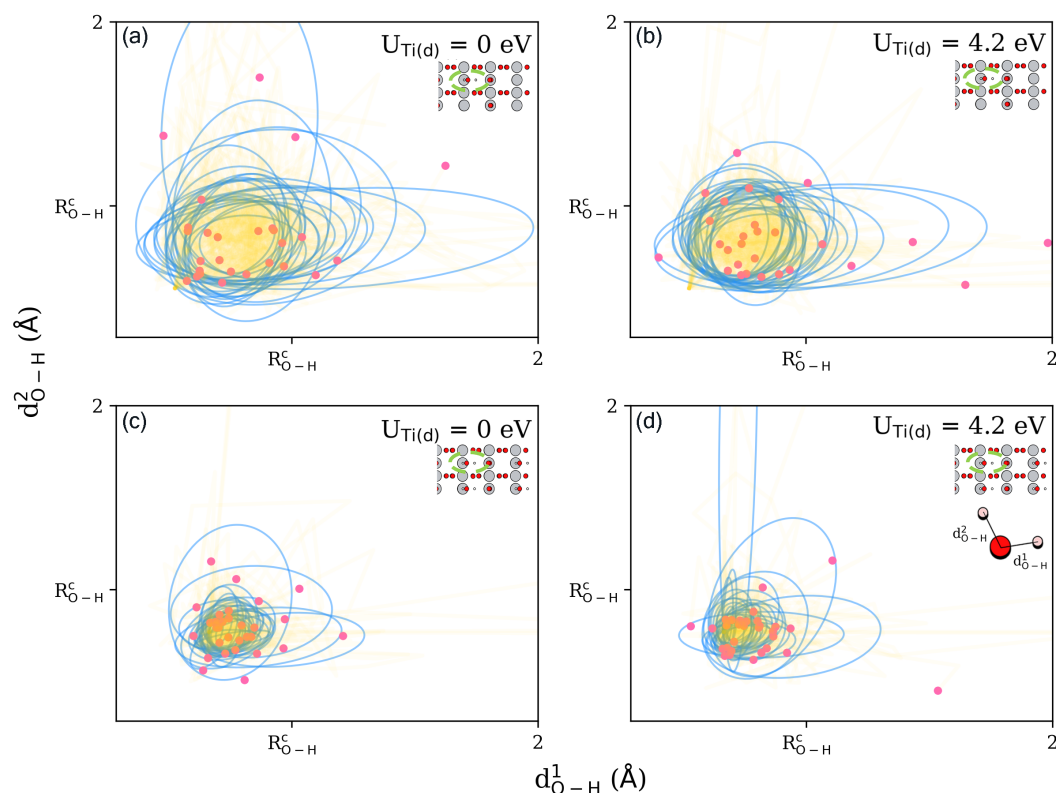 (a)
U_Ti(d) = 0 eV
2
R^c_O−H
R^c_O−H
2
(b)
U_Ti(d) = 4.2 eV
2
R^c_O−H
R^c_O−H
2
d^2_O−H (Å)
(c)
U_Ti(d) = 0 eV
2
R^c_O−H
R^c_O−H
2
(d)
U_Ti(d) = 4.2 eV
2
R^c_O−H
d^2_O−H
d^1_O−H
R^c_O−H
2
d^1_O−H (Å)